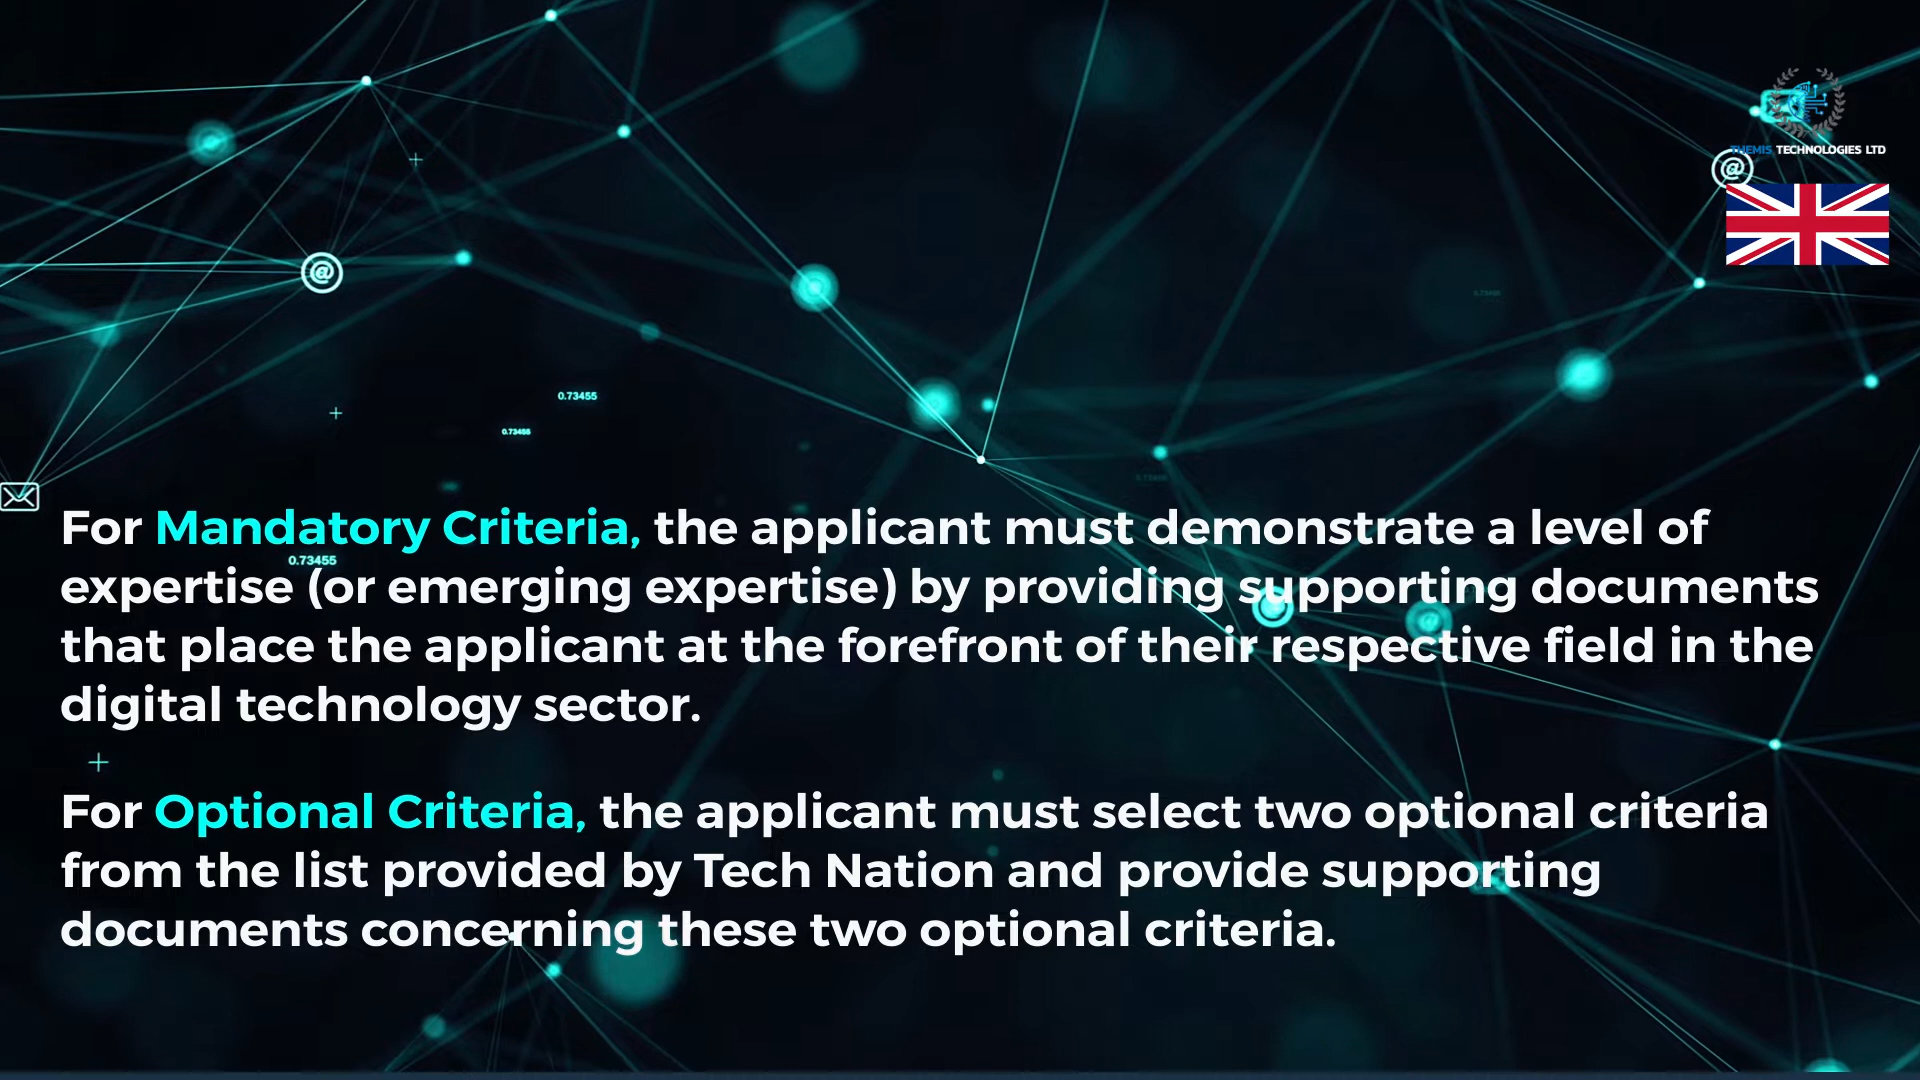 THEMIS TECHNOLOGIES LTD
@
@
0.73455
0.73455
For Mandatory Criteria, the applicant must demonstrate a level of
0.73455
expertise (or emerging expertise) by providing supporting documents
that place the applicant at the forefront of their respective field in the
digital technology sector.
For Optional Criteria, the applicant must select two optional criteria
from the list provided by Tech Nation and provide supporting
documents concerning these two optional criteria.